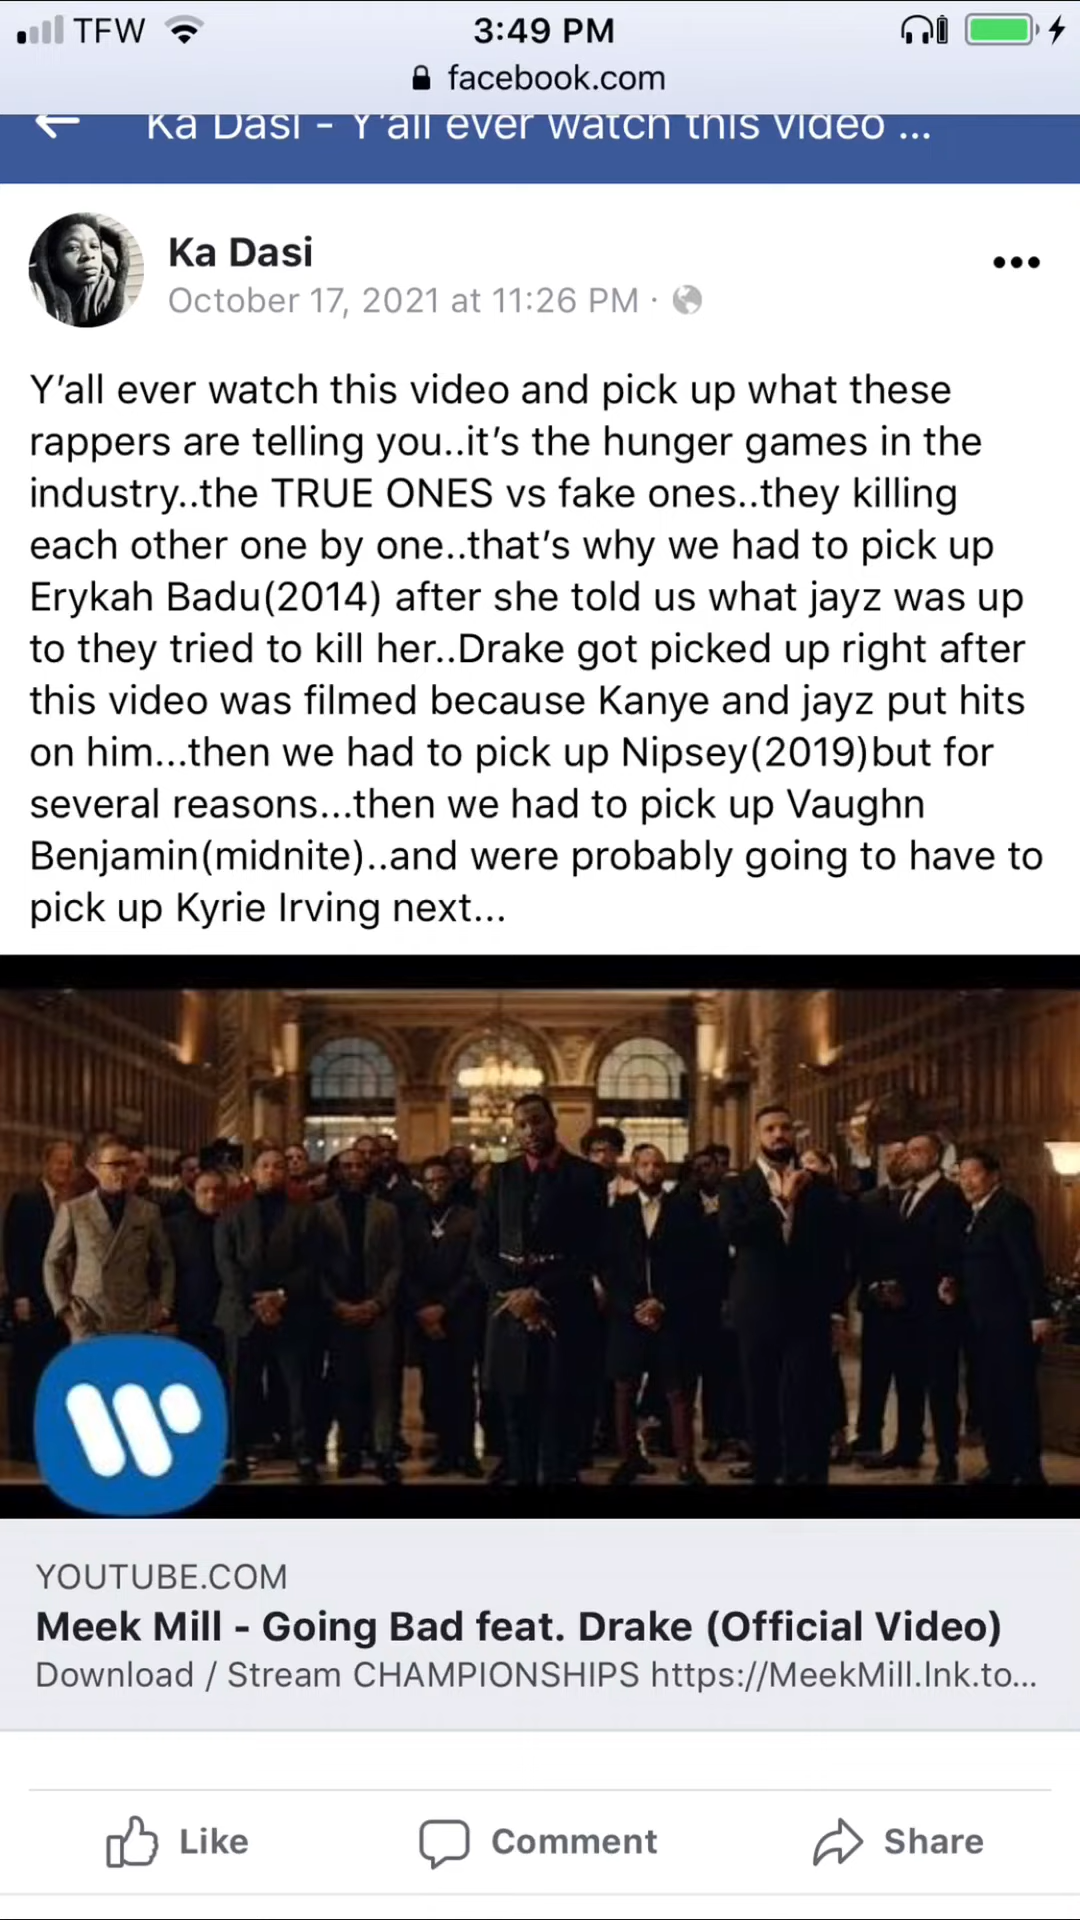 TFW 3:49 PM
facebook.com
Ka Dasi - Y'all ever watch this video ...
Ka Dasi
October 17, 2021 at 11:26 PM ·
Y'all ever watch this video and pick up what these
rappers are telling you..it's the hunger games in the
industry..the TRUE ONES vs fake ones..they killing
each other one by one..that's why we had to pick up
Erykah Badu(2014) after she told us what jayz was up
to they tried to kill her..Drake got picked up right after
this video was filmed because Kanye and jayz put hits
on him...then we had to pick up Nipsey(2019)but for
several reasons...then we had to pick up Vaughn
Benjamin(midnite)..and were probably going to have to
pick up Kyrie Irving next...
YOUTUBE.COM
Meek Mill - Going Bad feat. Drake (Official Video)
Download / Stream CHAMPIONSHIPS https://MeekMill.lnk.to...
Like Comment Share